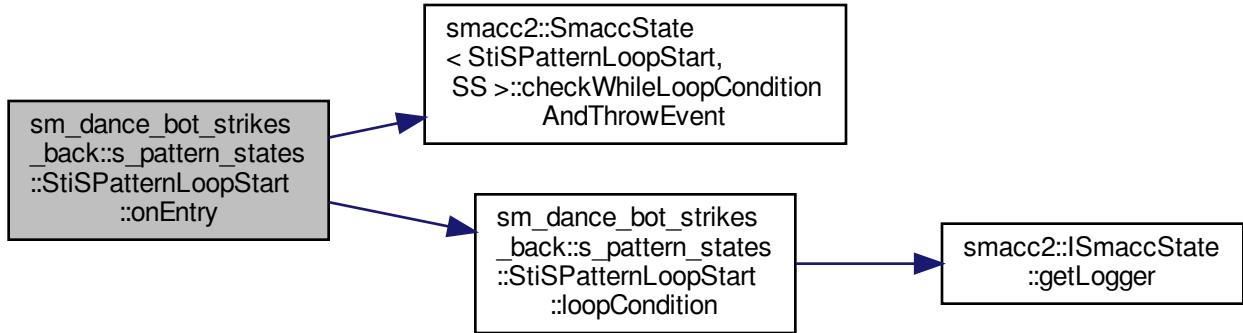 sm_dance_bot_strikes
_back::s_pattern_states
::StiSPatternLoopStart
::onEntry
smacc2::SmaccState
< StiSPatternLoopStart,
SS >::checkWhileLoopCondition
AndThrowEvent
sm_dance_bot_strikes
_back::s_pattern_states
::StiSPatternLoopStart
::loopCondition
smacc2::ISmaccState
::getLogger